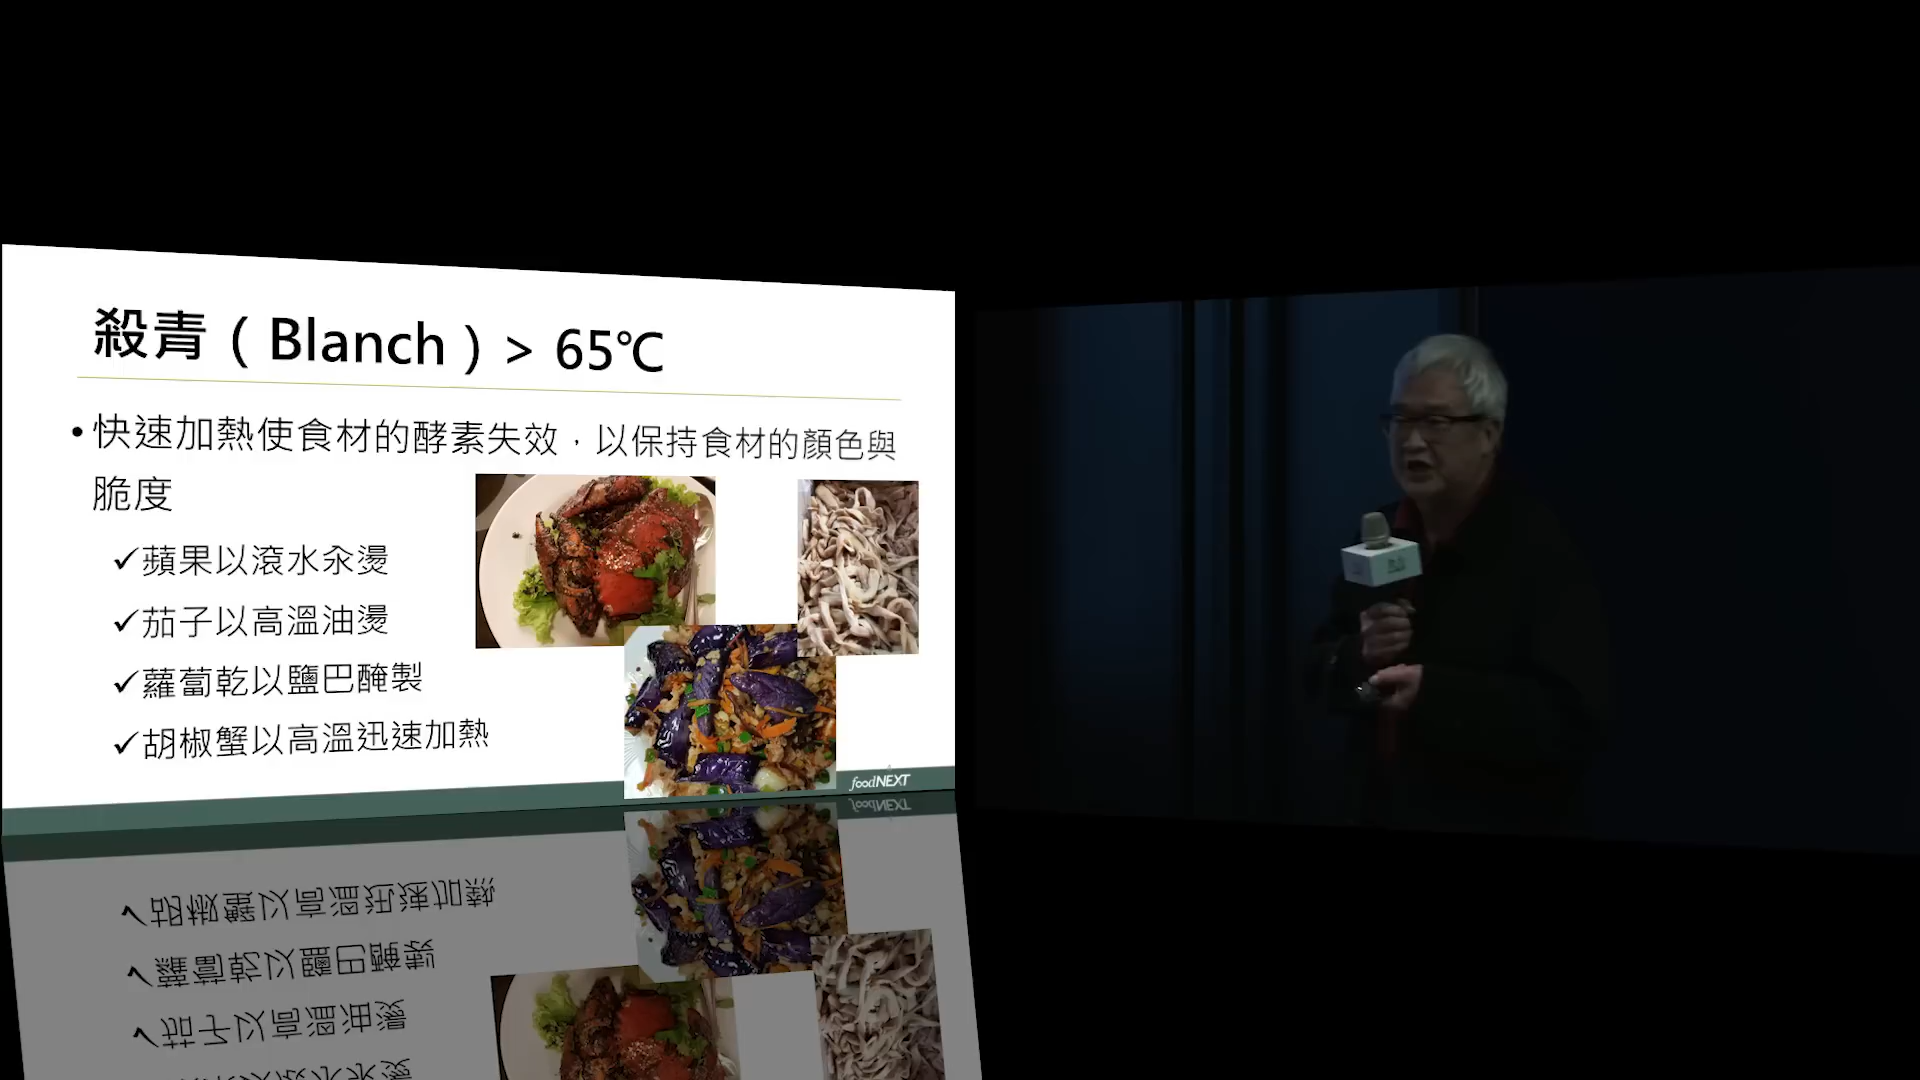 殺青（Blanch）> 65℃
•快速加熱使食材的酵素失效，以保持食材的顏色與
脆度
✓蘋果以滾水汆燙
✓茄子以高溫油燙
✓蘿蔔乾以鹽巴醃製
✓胡椒蟹以高溫迅速加熱
foodNEXT